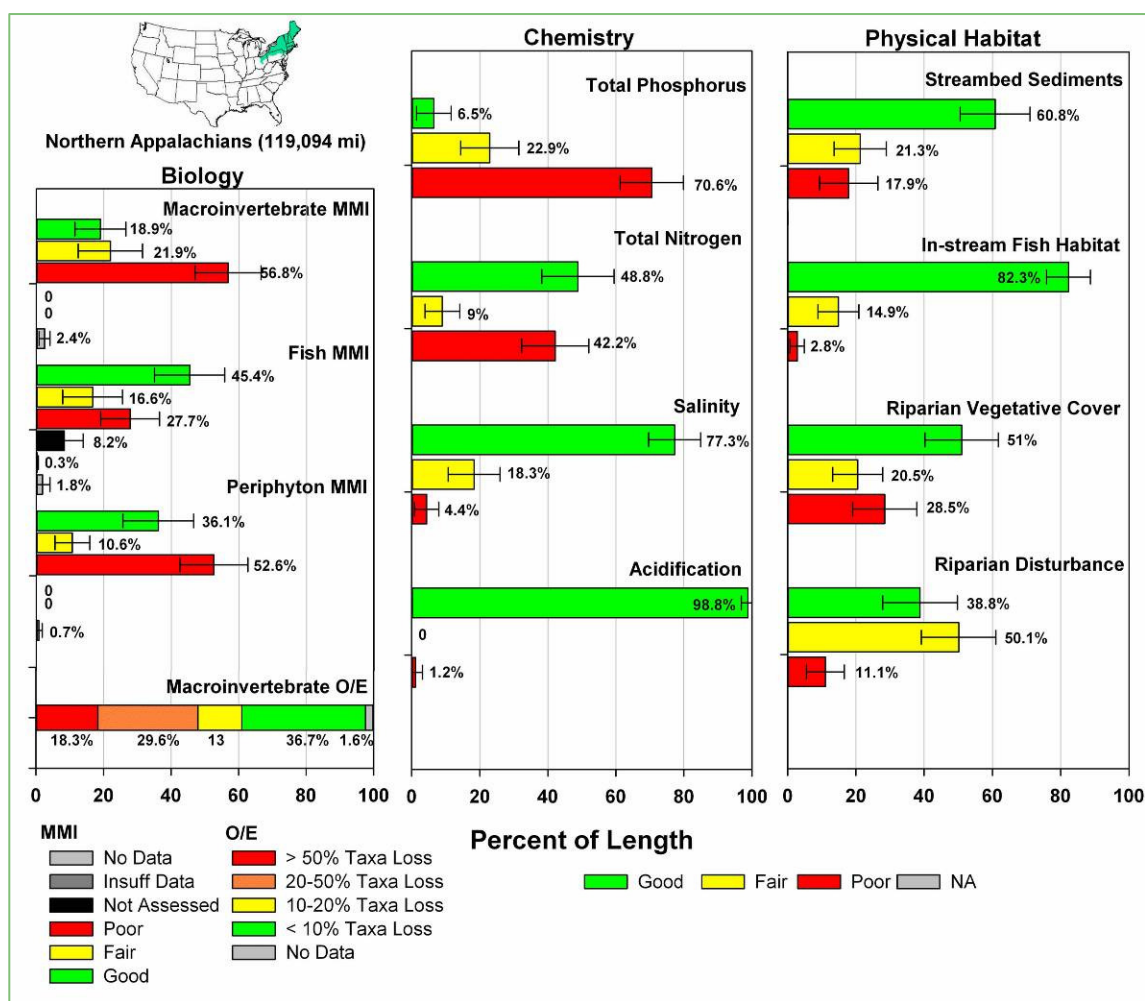 Northern Appalachians (119,094 mi)
Biology
Macroinvertebrate MMI
18.9%
21.9%
56.8%
0
0
2.4%
Fish MMI
45.4%
16.6%
27.7%
8.2%
0.3%
1.8%
Periphyton MMI
36.1%
10.6%
52.6%
0
0
0.7%
Macroinvertebrate O/E
18.3% 29.6% 13 36.7% 1.6%
0 20 40 60 80 100
Chemistry
Total Phosphorus
6.5%
22.9%
70.6%
Total Nitrogen
48.8%
9%
42.2%
Salinity
77.3%
18.3%
4.4%
Acidification
98.8%
0
1.2%
0 20 40 60 80 100
Physical Habitat
Streambed Sediments
60.8%
21.3%
17.9%
In-stream Fish Habitat
82.3%
14.9%
2.8%
Riparian Vegetative Cover
51%
20.5%
28.5%
Riparian Disturbance
38.8%
50.1%
11.1%
0 20 40 60 80 100
Percent of Length
MMI
No Data
Insuff Data
Not Assessed
Poor
Fair
Good
O/E
> 50% Taxa Loss
20-50% Taxa Loss
10-20% Taxa Loss
< 10% Taxa Loss
No Data
Good Fair Poor NA